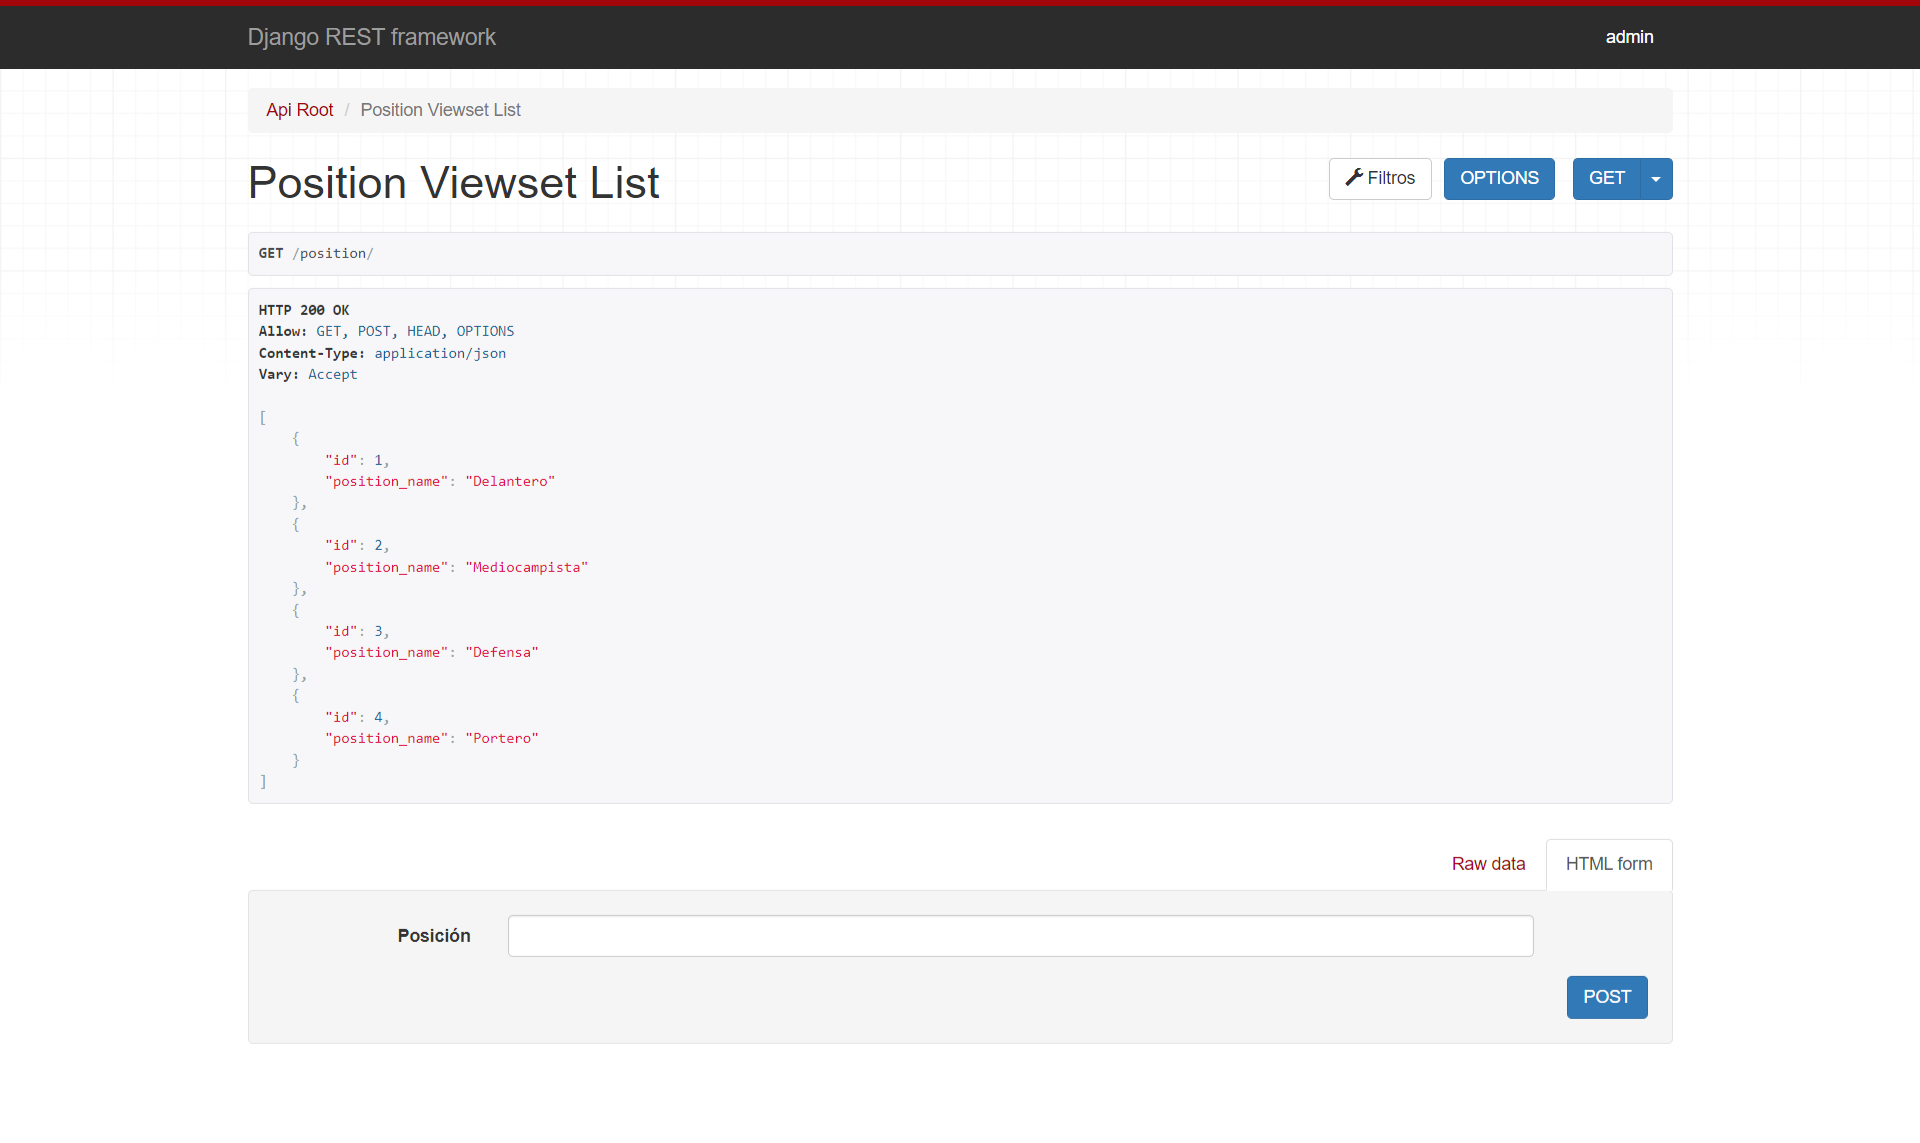 Django REST framework
admin
Api Root / Position Viewset List
Position Viewset List
Filtros
OPTIONS
GET
GET /position/
HTTP 200 OK
Allow: GET, POST, HEAD, OPTIONS
Content-Type: application/json
Vary: Accept
[
    {
        "id": 1,
        "position_name": "Delantero"
    },
    {
        "id": 2,
        "position_name": "Mediocampista"
    },
    {
        "id": 3,
        "position_name": "Defensa"
    },
    {
        "id": 4,
        "position_name": "Portero"
    }
]
Raw data
HTML form
Posición
POST